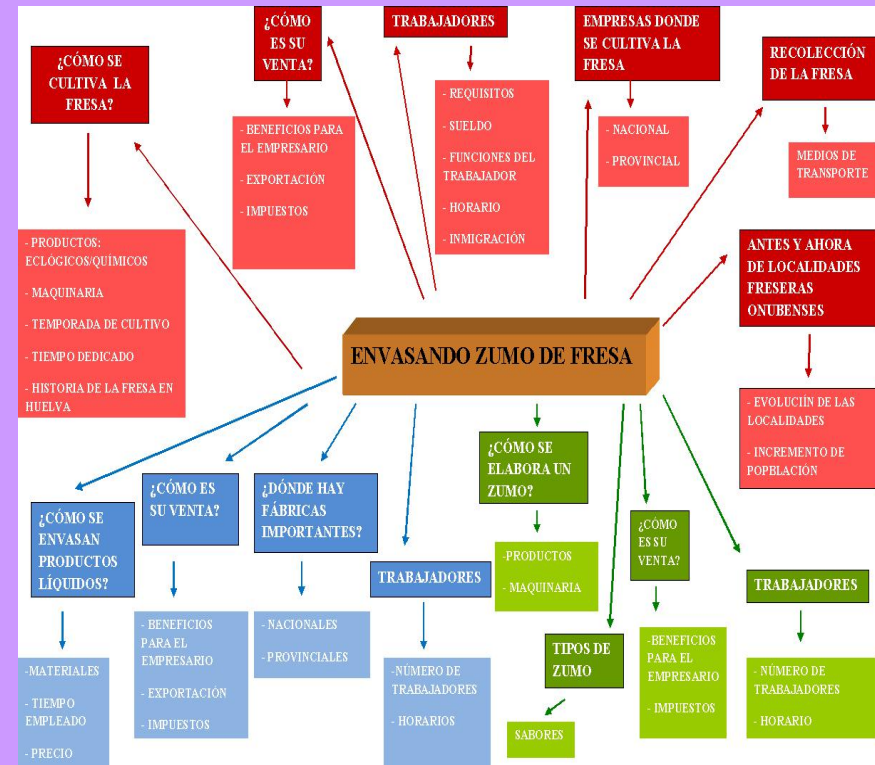 ¿CÓMO SE
CULTIVA LA
FRESA?
- PRODUCTOS:
ECLÓGICOS/QUÍMICOS
- MAQUINARIA
- TEMPORADA DE CULTIVO
- TIEMPO DEDICADO
- HISTORIA DE LA FRESA EN
HUELVA
¿CÓMO
ES SU
VENTA?
- BENEFICIOS PARA
EL EMPRESARIO
- EXPORTACIÓN
- IMPUESTOS
TRABAJADORES
- REQUISITOS
- SUELDO
- FUNCIONES DEL
TRABAJADOR
- HORARIO
- INMIGRACIÓN
EMPRESAS DONDE
SE CULTIVA LA
FRESA
- NACIONAL
- PROVINCIAL
RECOLECCIÓN
DE LA FRESA
MEDIOS DE
TRANSPORTE
ANTES Y AHORA
DE LOCALIDADES
FRESERAS
ONUBENSES
- EVOLUCIÍN DE LAS
LOCALIDADES
- INCREMENTO DE
POPBLACIÓN
ENVASANDO ZUMO DE FRESA
¿CÓMO SE
ENVASAN
PRODUCTOS
LÍQUIDOS?
-MATERIALES
- TIEMPO
EMPLEADO
- PRECIO
¿CÓMO ES
SU VENTA?
- BENEFICIOS
PARA EL
EMPRESARIO
- EXPORTACIÓN
- IMPUESTOS
¿DÓNDE HAY
FÁBRICAS
IMPORTANTES?
- NACIONALES
- PROVINCIALES
TRABAJADORES
-NÚMERO DE
TRABAJADORES
- HORARIOS
¿CÓMO SE
ELABORA UN
ZUMO?
-PRODUCTOS
- MAQUINARIA
TIPOS DE
ZUMO
SABORES
¿CÓMO
ES SU
VENTA?
-BENEFICIOS
PARA EL
EMPRESARIO
- IMPUESTOS
TRABAJADORES
- NÚMERO DE
TRABAJADORES
- HORARIO